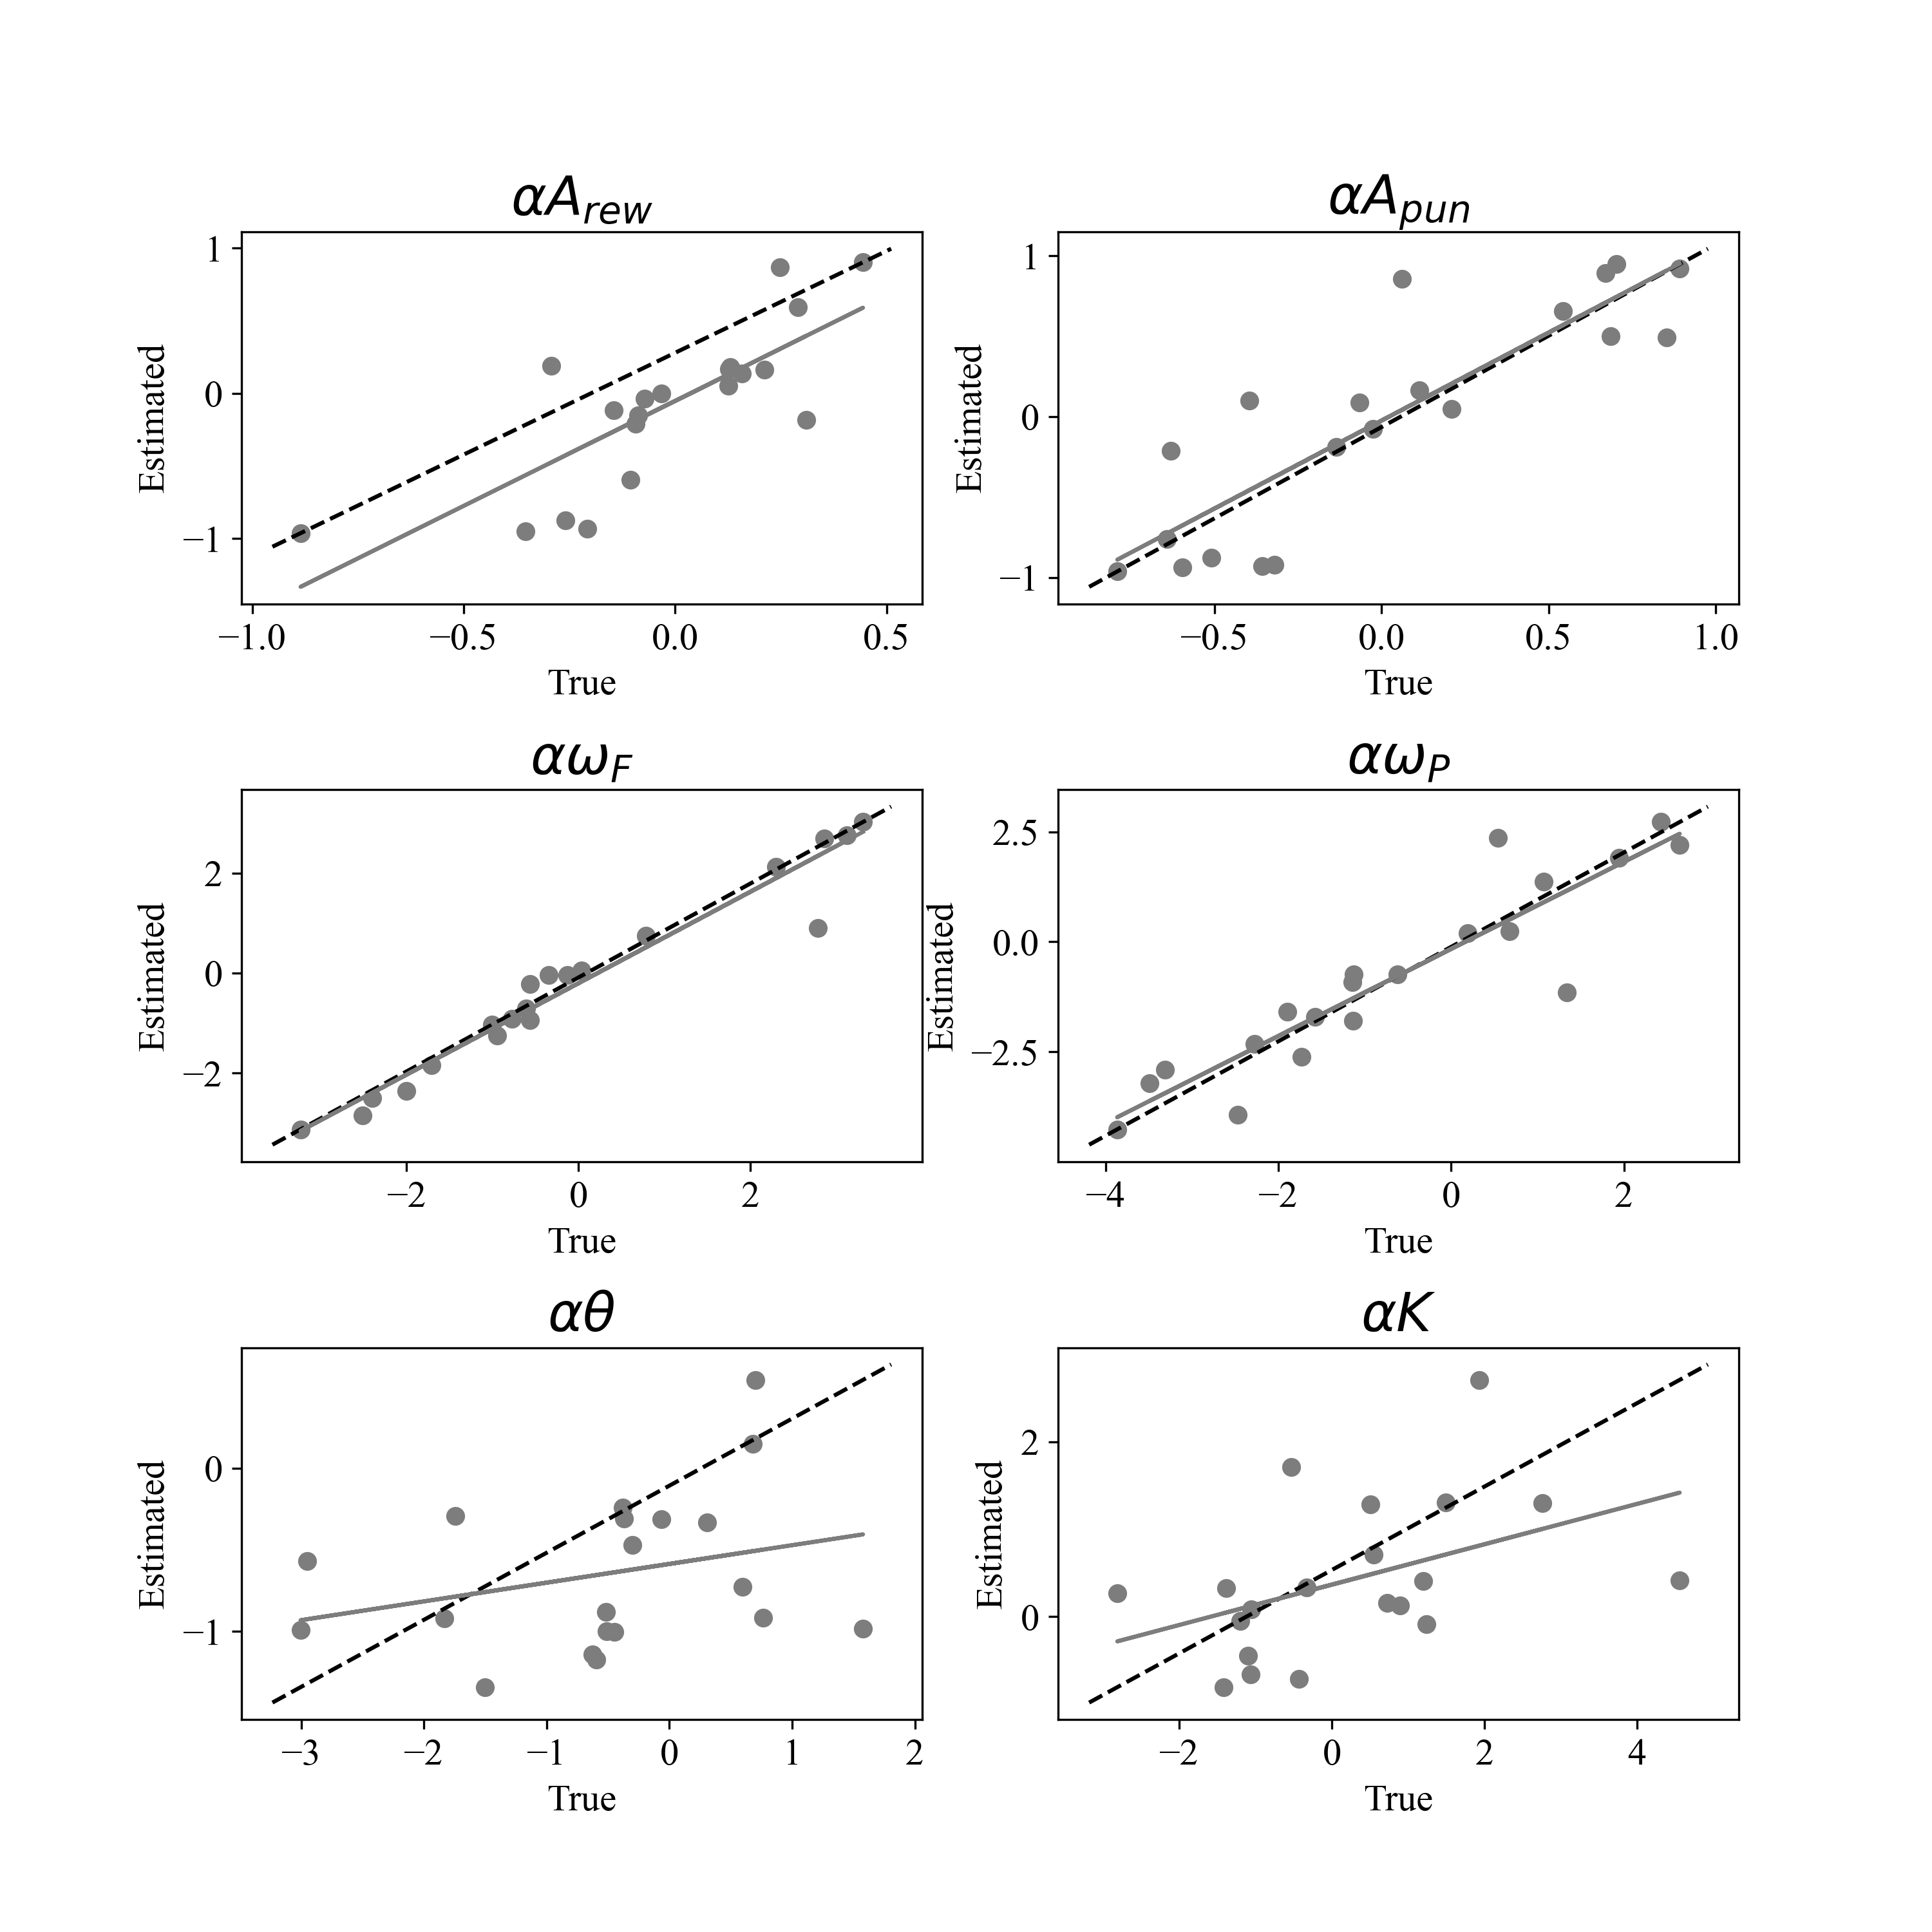 αA_rew
1
0
−1
Estimated
−1.0 −0.5 0.0 0.5
True
αA_pun
1
0
−1
Estimated
−0.5 0.0 0.5 1.0
True
αω_F
2
0
−2
Estimated
−2 0 2
True
αω_P
2.5
0.0
−2.5
Estimated
−4 −2 0 2
True
αθ
0
−1
Estimated
−3 −2 −1 0 1 2
True
αK
2
0
Estimated
−2 0 2 4
True